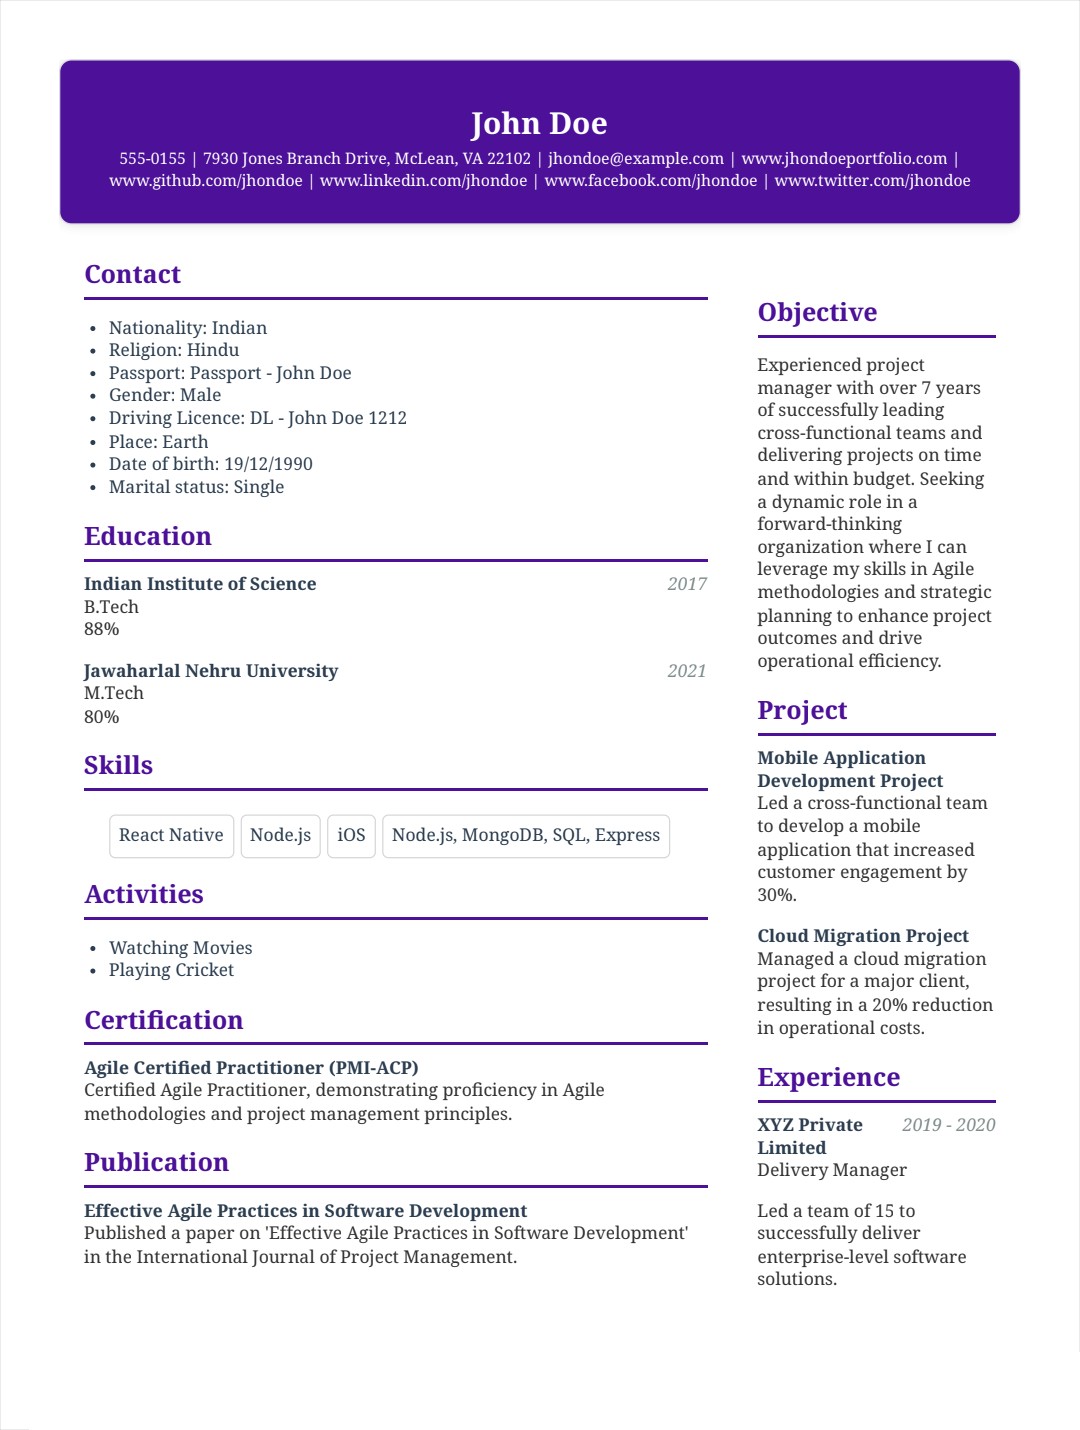 John Doe
555-0155 | 7930 Jones Branch Drive, McLean, VA 22102 | jhondoe@example.com | www.jhondoeportfolio.com |
www.github.com/jhondoe | www.linkedin.com/jhondoe | www.facebook.com/jhondoe | www.twitter.com/jhondoe
Contact
• Nationality: Indian
• Religion: Hindu
• Passport: Passport - John Doe
• Gender: Male
• Driving Licence: DL - John Doe 1212
• Place: Earth
• Date of birth: 19/12/1990
• Marital status: Single
Education
Indian Institute of Science 2017
B.Tech
88%
Jawaharlal Nehru University 2021
M.Tech
80%
Skills
React Native Node.js iOS Node.js, MongoDB, SQL, Express
Activities
• Watching Movies
• Playing Cricket
Certification
Agile Certified Practitioner (PMI-ACP)
Certified Agile Practitioner, demonstrating proficiency in Agile
methodologies and project management principles.
Publication
Effective Agile Practices in Software Development
Published a paper on 'Effective Agile Practices in Software Development'
in the International Journal of Project Management.
Objective
Experienced project
manager with over 7 years
of successfully leading
cross-functional teams and
delivering projects on time
and within budget. Seeking
a dynamic role in a
forward-thinking
organization where I can
leverage my skills in Agile
methodologies and strategic
planning to enhance project
outcomes and drive
operational efficiency.
Project
Mobile Application
Development Project
Led a cross-functional team
to develop a mobile
application that increased
customer engagement by
30%.
Cloud Migration Project
Managed a cloud migration
project for a major client,
resulting in a 20% reduction
in operational costs.
Experience
XYZ Private 2019 - 2020
Limited
Delivery Manager
Led a team of 15 to
successfully deliver
enterprise-level software
solutions.